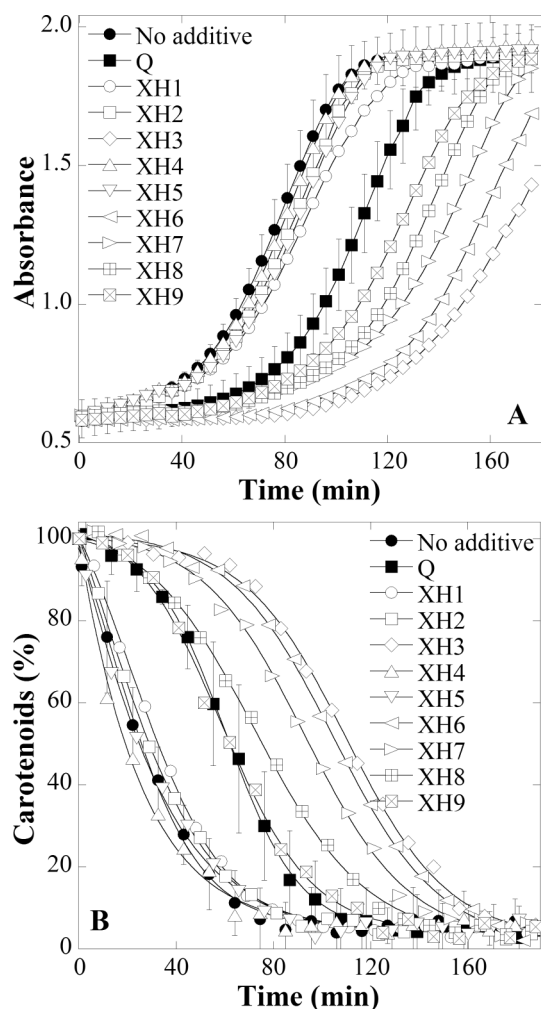 2.0
1.5
1.0
0.5
Absorbance
No additive
Q
XH1
XH2
XH3
XH4
XH5
XH6
XH7
XH8
XH9
A
0 40 80 120 160
Time (min)
100
80
60
40
20
0
Carotenoids (%)
No additive
Q
XH1
XH2
XH3
XH4
XH5
XH6
XH7
XH8
XH9
B
0 40 80 120 160
Time (min)